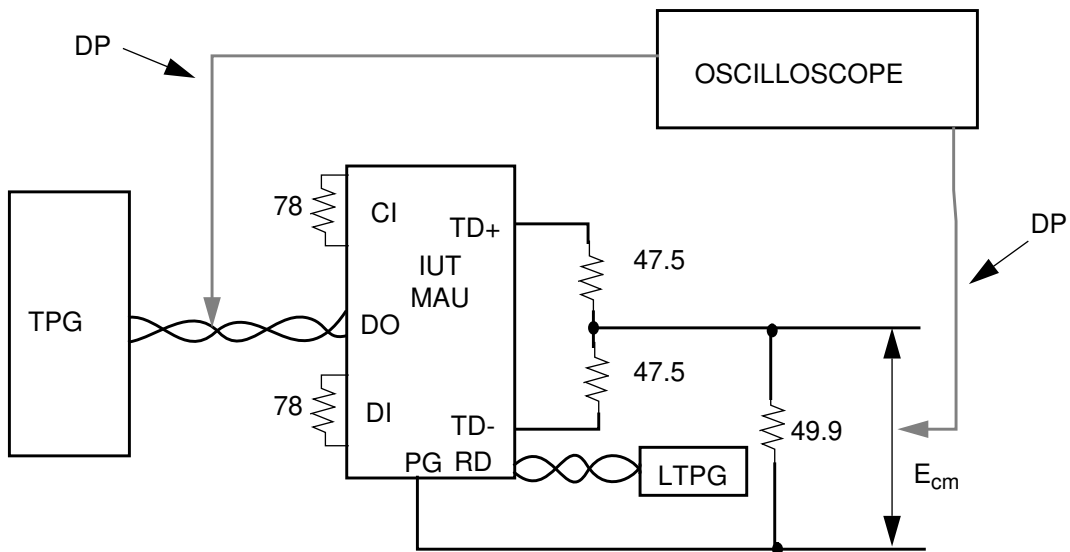 DP
OSCILLOSCOPE
78
CI
TD+
DP
47.5
IUT
MAU
TPG
DO
47.5
78
DI
TD-
49.9
PG RD
LTPG
Ecm